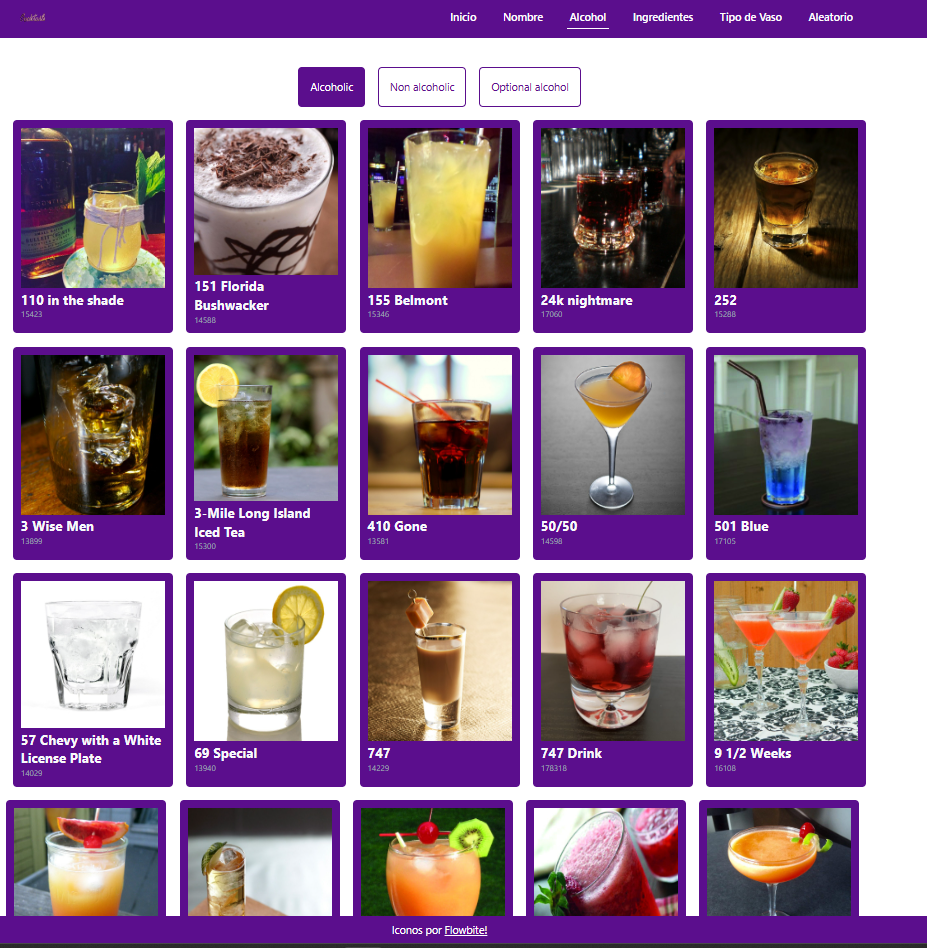 Inicio Nombre Alcohol Ingredientes Tipo de Vaso Aleatorio
Alcoholic Non alcoholic Optional alcohol
110 in the shade
15423
151 Florida
Bushwacker
14588
155 Belmont
15346
24k nightmare
17060
252
15288
3 Wise Men
13899
3-Mile Long Island
Iced Tea
15300
410 Gone
13581
50/50
14598
501 Blue
17105
57 Chevy with a White
License Plate
14029
69 Special
13940
747
14229
747 Drink
178318
9 1/2 Weeks
16108
Iconos por Flowbite!